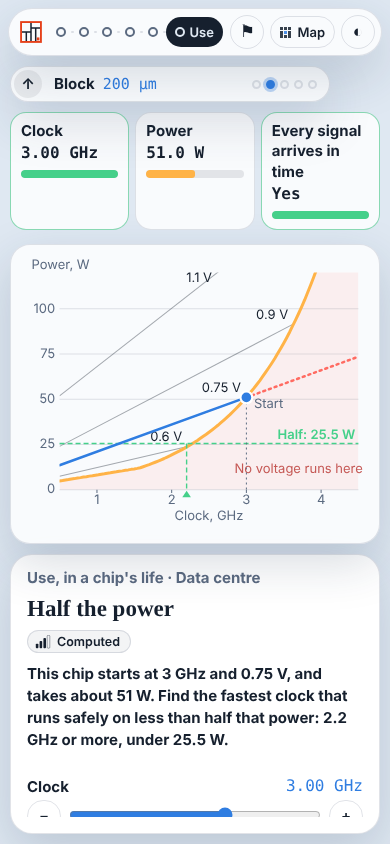 Use
Map
Block 200 μm
Clock
3.00 GHz
Power
51.0 W
Every signal
arrives in
time
Yes
Power, W
1.1 V
100
0.9 V
75
0.75 V
50
Start
0.6 V
Half: 25.5 W
25
No voltage runs here
0
1
2
3
4
Clock, GHz
Use, in a chip's life · Data centre
Half the power
Computed
This chip starts at 3 GHz and 0.75 V, and
takes about 51 W. Find the fastest clock that
runs safely on less than half that power: 2.2
GHz or more, under 25.5 W.
Clock
3.00 GHz